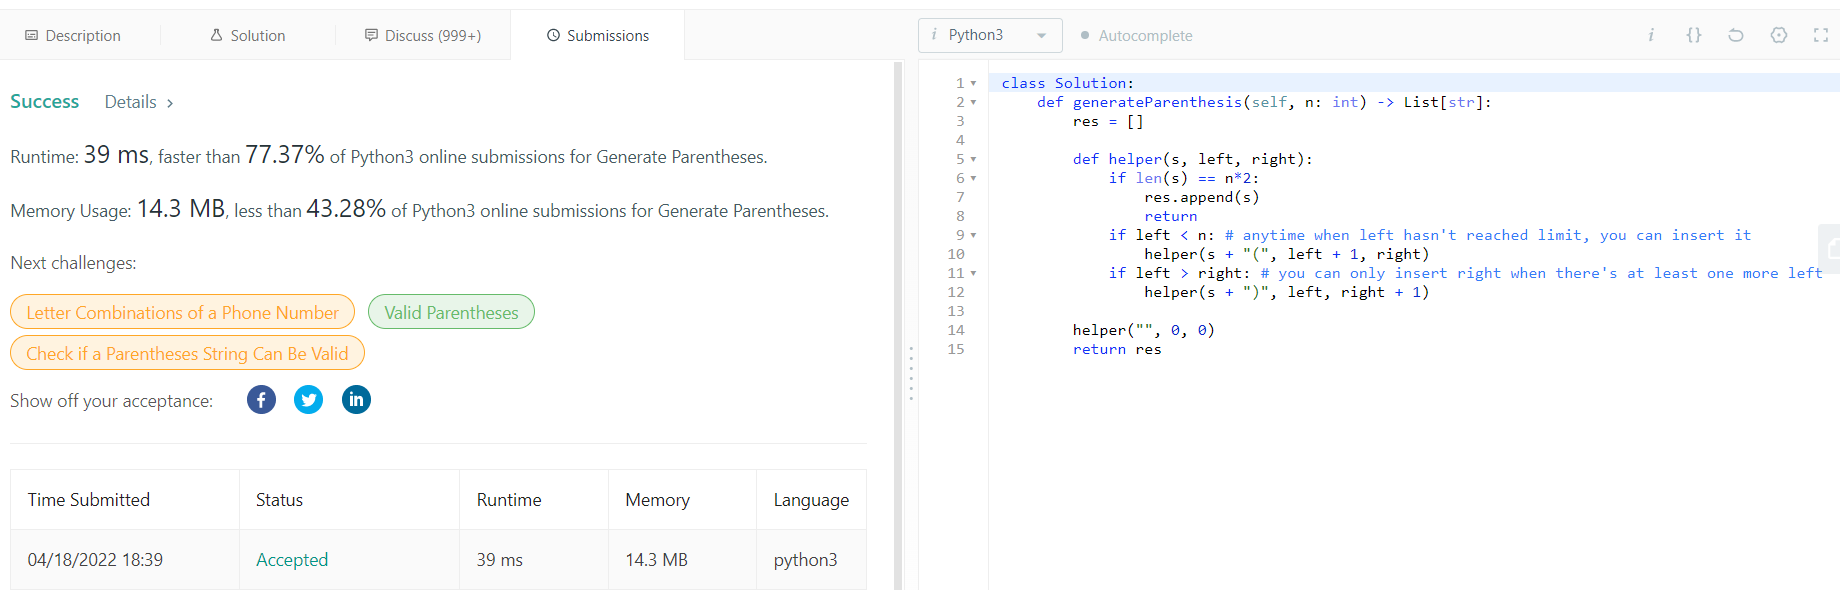 Description
Solution
Discuss (999+)
Submissions
Success Details >
Runtime: 39 ms, faster than 77.37% of Python3 online submissions for Generate Parentheses.
Memory Usage: 14.3 MB, less than 43.28% of Python3 online submissions for Generate Parentheses.
Next challenges:
Letter Combinations of a Phone Number
Valid Parentheses
Check if a Parentheses String Can Be Valid
Show off your acceptance:
Time Submitted Status Runtime Memory Language
04/18/2022 18:39 Accepted 39 ms 14.3 MB python3
i Python3
Autocomplete
i {}
1 class Solution:
2     def generateParenthesis(self, n: int) -> List[str]:
3         res = []
4
5         def helper(s, left, right):
6             if len(s) == n*2:
7                 res.append(s)
8                 return
9             if left < n: # anytime when left hasn't reached limit, you can insert it
10                 helper(s + "(", left + 1, right)
11             if left > right: # you can only insert right when there's at least one more left
12                 helper(s + ")", left, right + 1)
13
14         helper("", 0, 0)
15         return res